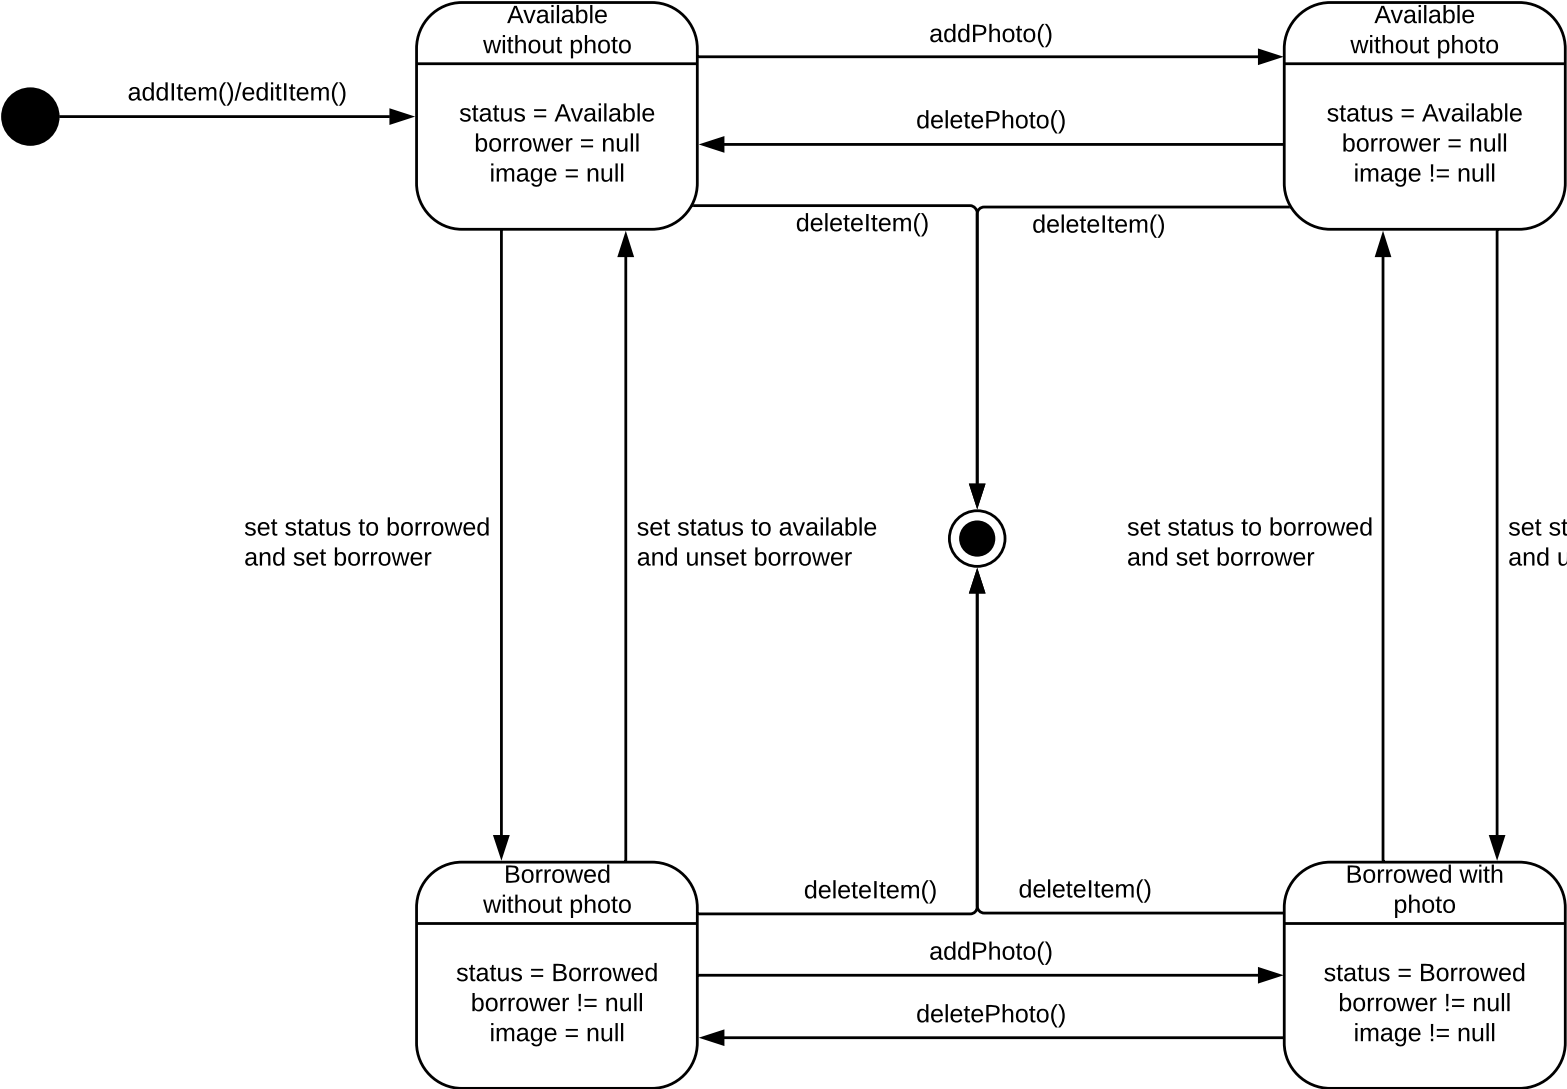 Available
without photo
status = Available
borrower = null
image = null
addPhoto()
Available
without photo
status = Available
borrower = null
image != null
addItem()/editItem()
deletePhoto()
deleteItem()
deleteItem()
set status to borrowed
and set borrower
set status to available
and unset borrower
set status to borrowed
and set borrower
set
and
Borrowed
without photo
status = Borrowed
borrower != null
image = null
deleteItem()
deleteItem()
addPhoto()
deletePhoto()
Borrowed with
photo
status = Borrowed
borrower != null
image != null